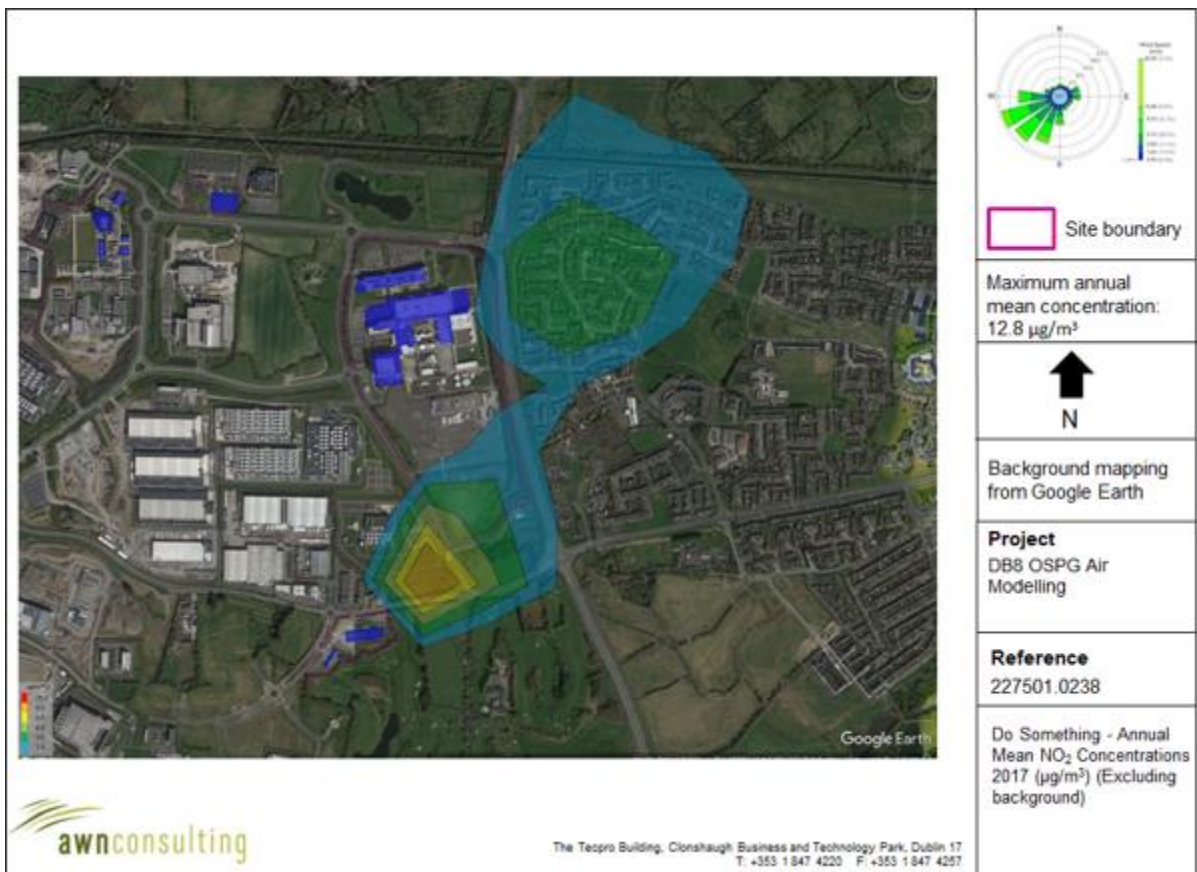 N
W
E
S
Site boundary
Maximum annual
mean concentration:
12.8 µg/m³
N
Background mapping
from Google Earth
Project
DB8 OSPG Air
Modelling
Reference
227501.0238
Do Something - Annual
Mean NO₂ Concentrations
2017 (µg/m³) (Excluding
background)
Google Earth
awnconsulting
The Tecpro Building, Clonshaugh Business and Technology Park, Dublin 17
T: +353 1 847 4220 F: +353 1 847 4257